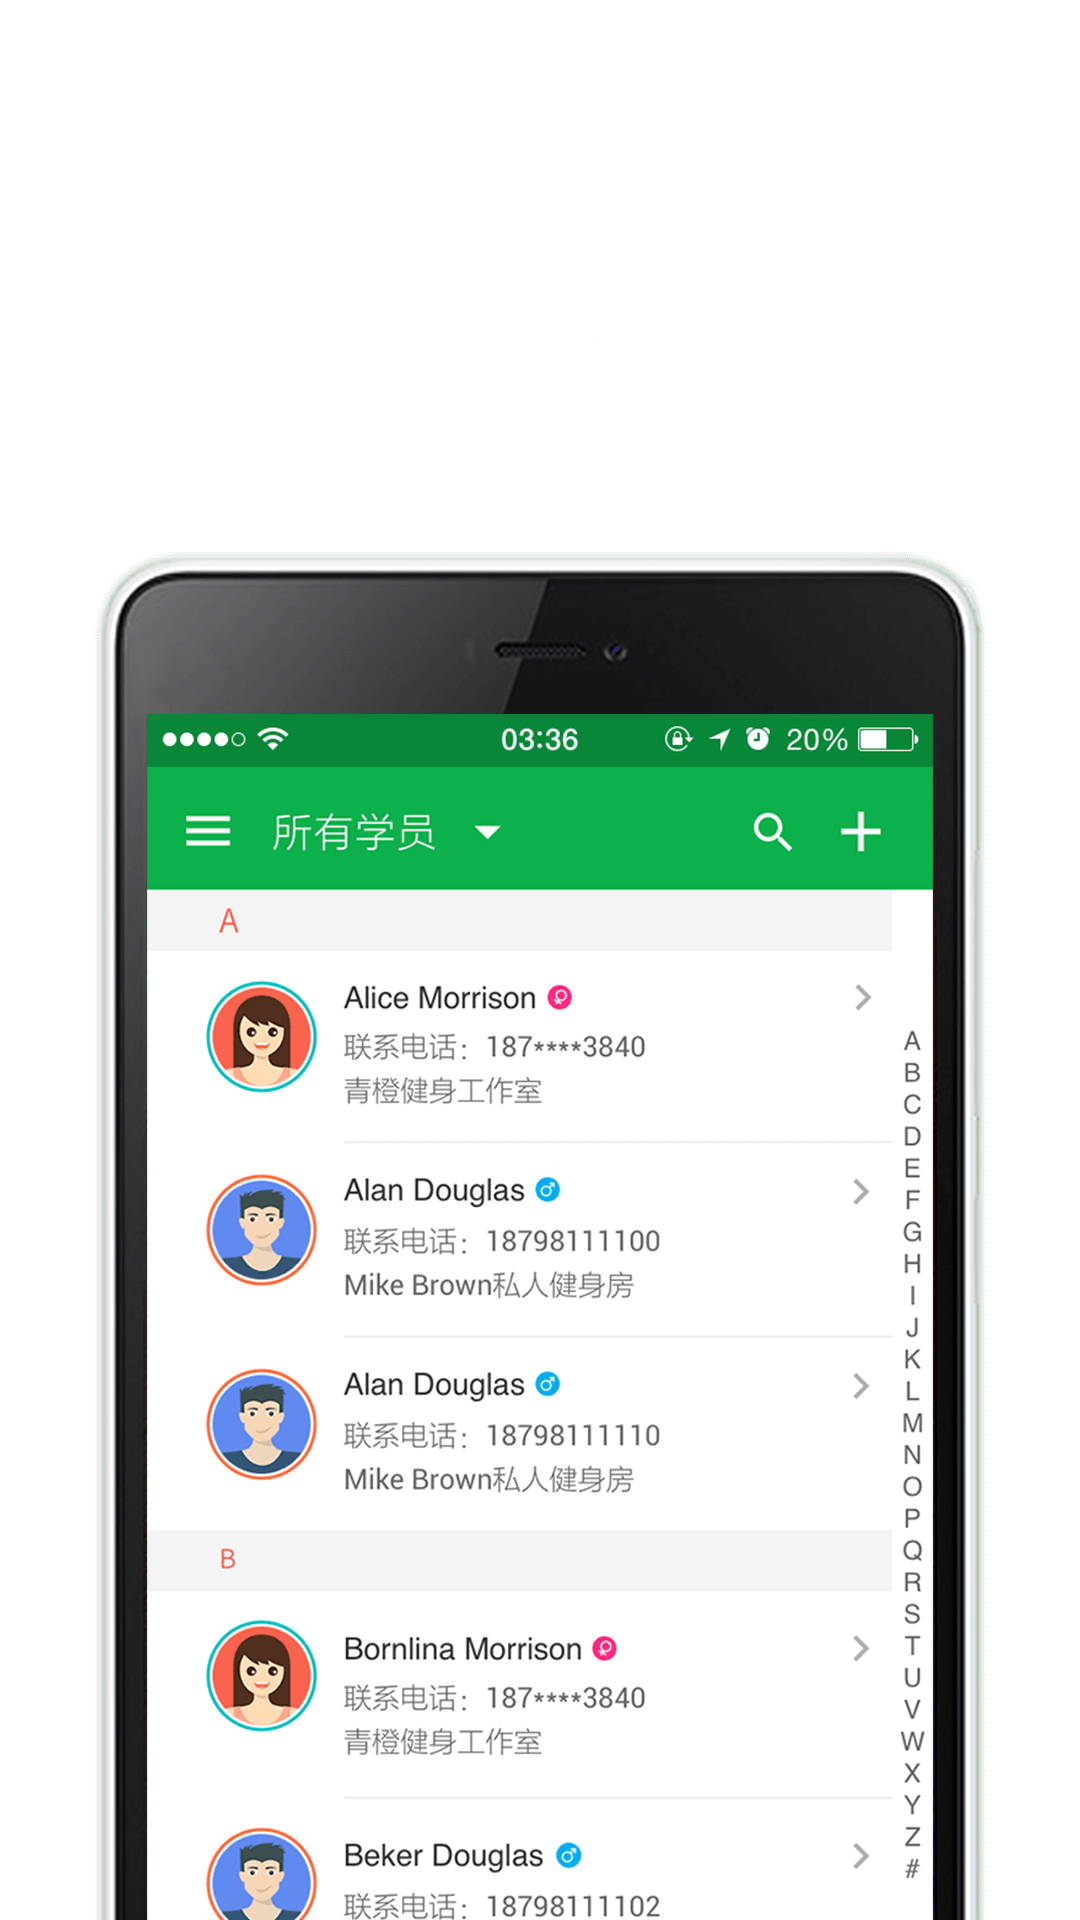 03:36 20%
所有学员
A
Alice Morrison
联系电话：187****3840
青橙健身工作室
Alan Douglas
联系电话：18798111100
Mike Brown私人健身房
Alan Douglas
联系电话：18798111110
Mike Brown私人健身房
B
Bornlina Morrison
联系电话：187****3840
青橙健身工作室
Beker Douglas
联系电话：18798111102
A
B
C
D
E
F
G
H
I
J
K
L
M
N
O
P
Q
R
S
T
U
V
W
X
Y
Z
#